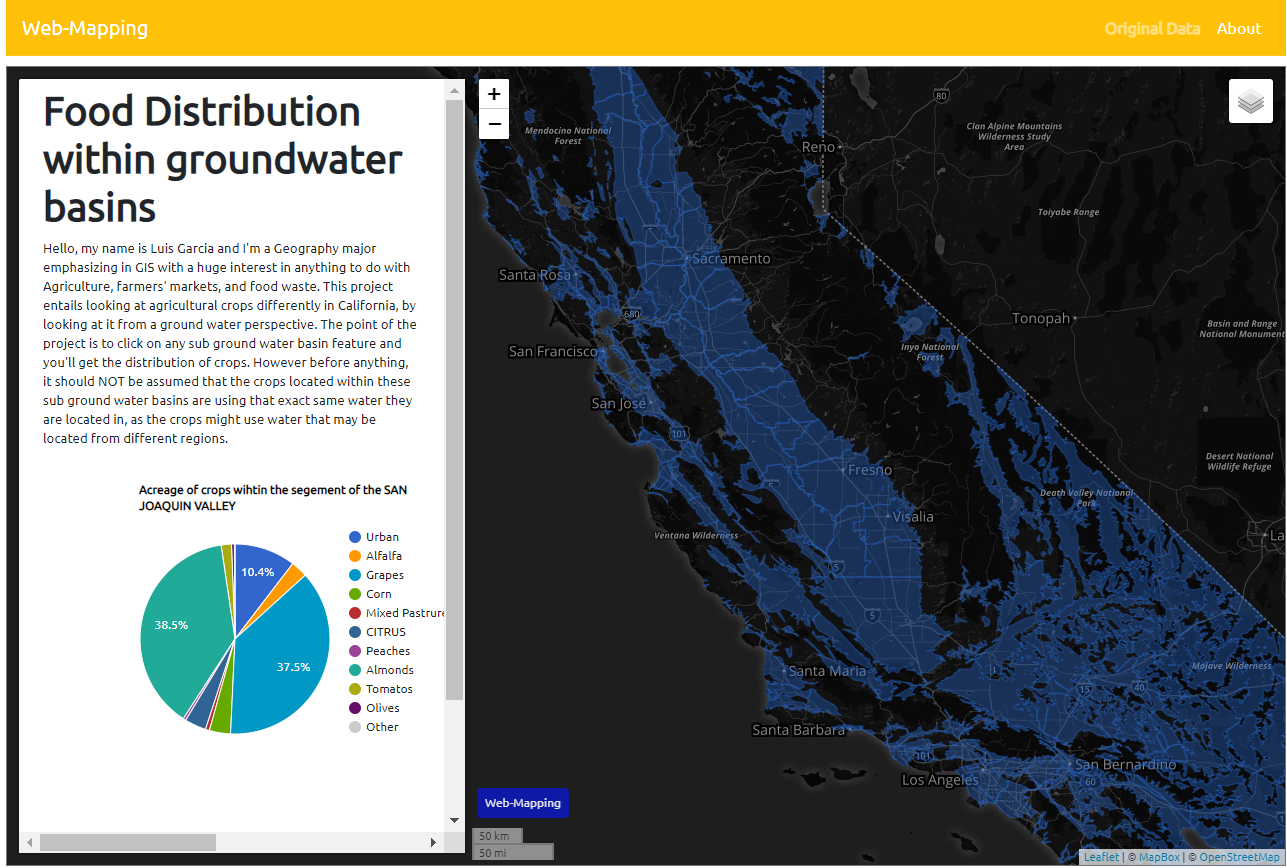 Web-Mapping
Original Data
About
Food Distribution
within groundwater
basins
Hello, my name is Luis Garcia and I'm a Geography major
emphasizing in GIS with a huge interest in anything to do with
Agriculture, farmers' markets, and food waste. This project
entails looking at agricultural crops differently in California, by
looking at it from a ground water perspective. The point of the
project is to click on any sub ground water basin feature and
you'll get the distribution of crops. However before anything,
it should NOT be assumed that the crops located within these
sub ground water basins are using that exact same water they
are located in, as the crops might use water that may be
located from different regions.
Acreage of crops wihtin the segement of the SAN
JOAQUIN VALLEY
10.4%
38.5%
37.5%
Urban
Alfalfa
Grapes
Corn
Mixed Pastrure
CITRUS
Peaches
Almonds
Tomatos
Olives
Other
+
−
80
Mendocino National
Forest
Reno
Clan Alpine Mountains
Wilderness Study
Area
Toiyabe Range
5
Sacramento
Santa Rosa
680
Tonopah
Basin and Range
National Monument
San Francisco
Inyo National
Forest
San José
101
Fresno
Desert National
Wildlife Refuge
5
Death Valley National
Park
Visalia
Ventana Wilderness
La
5
5
Santa Maria
Mojave Wilderness
15
40
Santa Barbara
101
San Bernardino
Los Angeles
60
1
Web-Mapping
50 km
50 mi
Leaflet | © MapBox | © OpenStreetMap